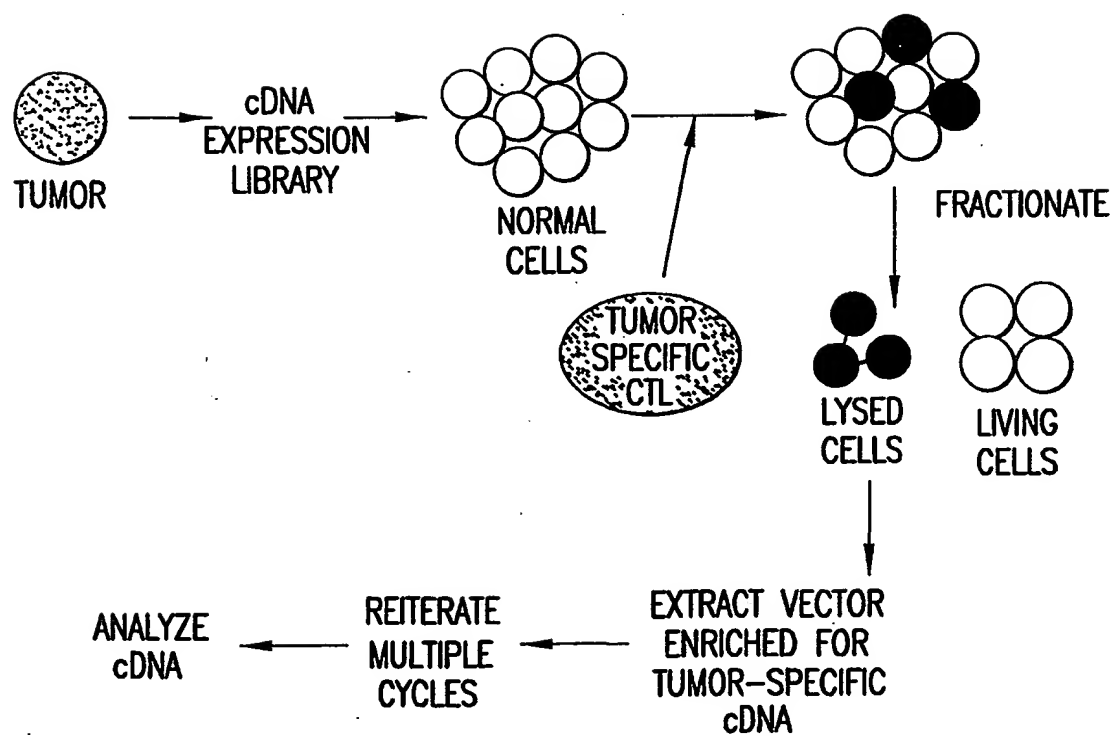 TUMOR
cDNA
EXPRESSION
LIBRARY
NORMAL
CELLS
TUMOR
SPECIFIC
CTL
FRACTIONATE
LYSED
CELLS
LIVING
CELLS
EXTRACT VECTOR
ENRICHED FOR
TUMOR-SPECIFIC
cDNA
REITERATE
MULTIPLE
CYCLES
ANALYZE
cDNA